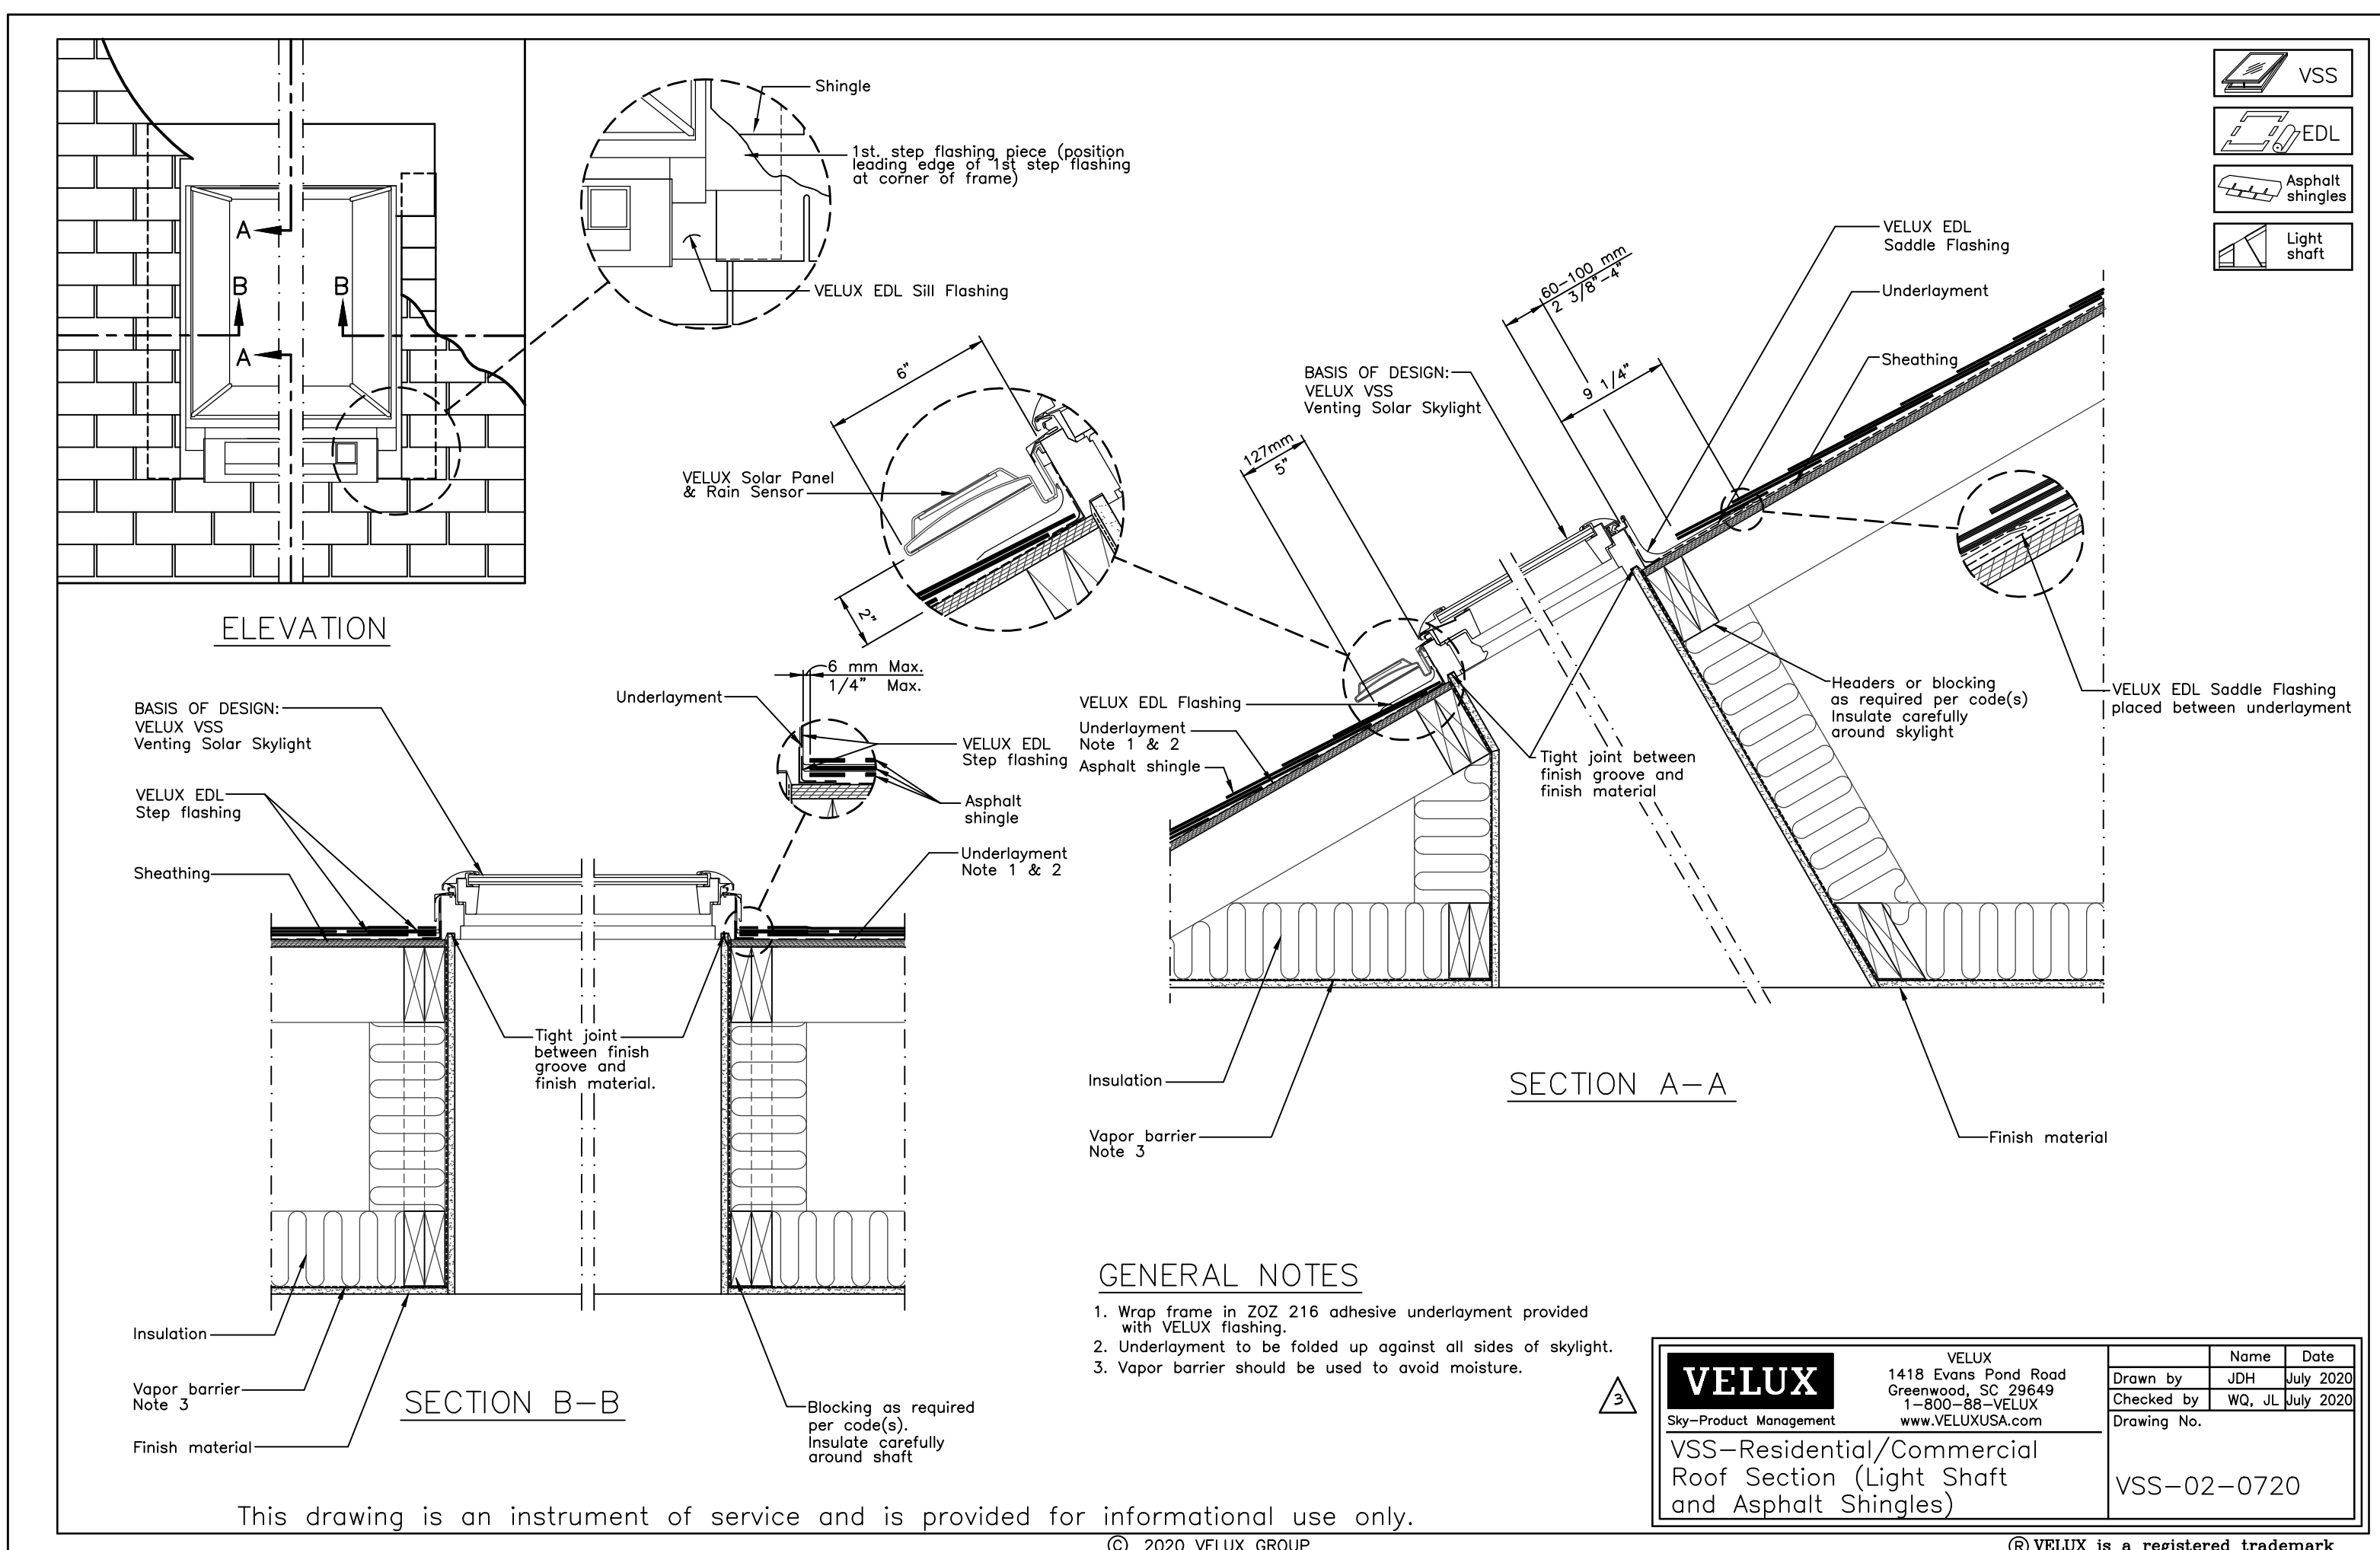 Shingle
1st. step flashing piece (position
leading edge of 1st step flashing
at corner of frame)
VELUX EDL Sill Flashing
A
B
B
A
ELEVATION
VSS
EDL
Asphalt
shingles
Light
shaft
6"
2"
VELUX Solar Panel
& Rain Sensor
127mm
5"
60-100 mm
2 3/8"-4"
9 1/4"
BASIS OF DESIGN:
VELUX VSS
Venting Solar Skylight
VELUX EDL
Saddle Flashing
Underlayment
Sheathing
VELUX EDL Flashing
Underlayment
Note 1 & 2
Asphalt shingle
Tight joint between
finish groove and
finish material
Headers or blocking
as required per code(s)
Insulate carefully
around skylight
VELUX EDL Saddle Flashing
placed between underlayment
Insulation
Vapor barrier
Note 3
Finish material
SECTION A-A
6 mm Max.
1/4" Max.
Underlayment
VELUX EDL
Step flashing
Asphalt
shingle
Underlayment
Note 1 & 2
BASIS OF DESIGN:
VELUX VSS
Venting Solar Skylight
VELUX EDL
Step flashing
Sheathing
Tight joint
between finish
groove and
finish material.
Insulation
Vapor barrier
Note 3
Finish material
SECTION B-B
Blocking as required
per code(s).
Insulate carefully
around shaft
GENERAL NOTES
1. Wrap frame in ZOZ 216 adhesive underlayment provided
with VELUX flashing.
2. Underlayment to be folded up against all sides of skylight.
3. Vapor barrier should be used to avoid moisture.
3
VELUX
Sky-Product Management
VELUX
1418 Evans Pond Road
Greenwood, SC 29649
1-800-88-VELUX
www.VELUXUSA.com
Name Date
Drawn by JDH July 2020
Checked by WQ, JL July 2020
Drawing No.
VSS-02-0720
VSS-Residential/Commercial
Roof Section (Light Shaft
and Asphalt Shingles)
This drawing is an instrument of service and is provided for informational use only.
© 2020 VELUX GROUP
® VELUX is a registered trademark